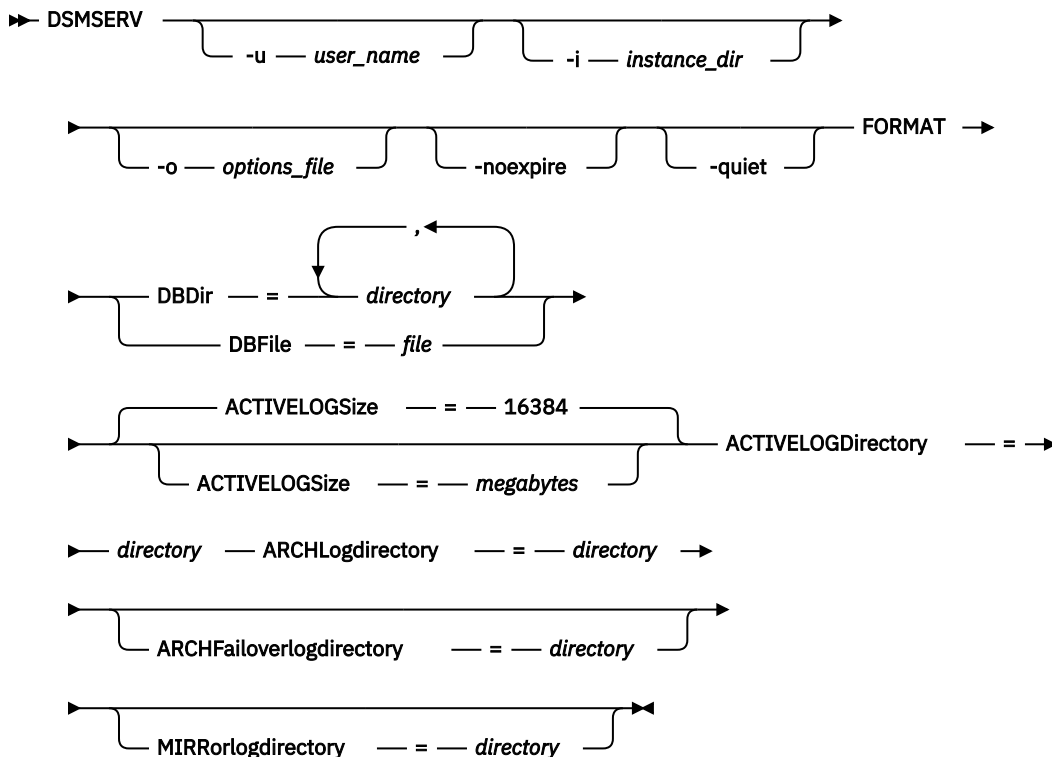 DSMSERV
-u user_name -i instance_dir
FORMAT
-o options_file -noexpire -quiet
,
DBDir = directory
DBFile = file
ACTIVELOGSize = 16384
ACTIVELOGDirectory =
ACTIVELOGSize = megabytes
directory ARCHLogdirectory = directory
ARCHFailoverlogdirectory = directory
MIRRorlogdirectory = directory